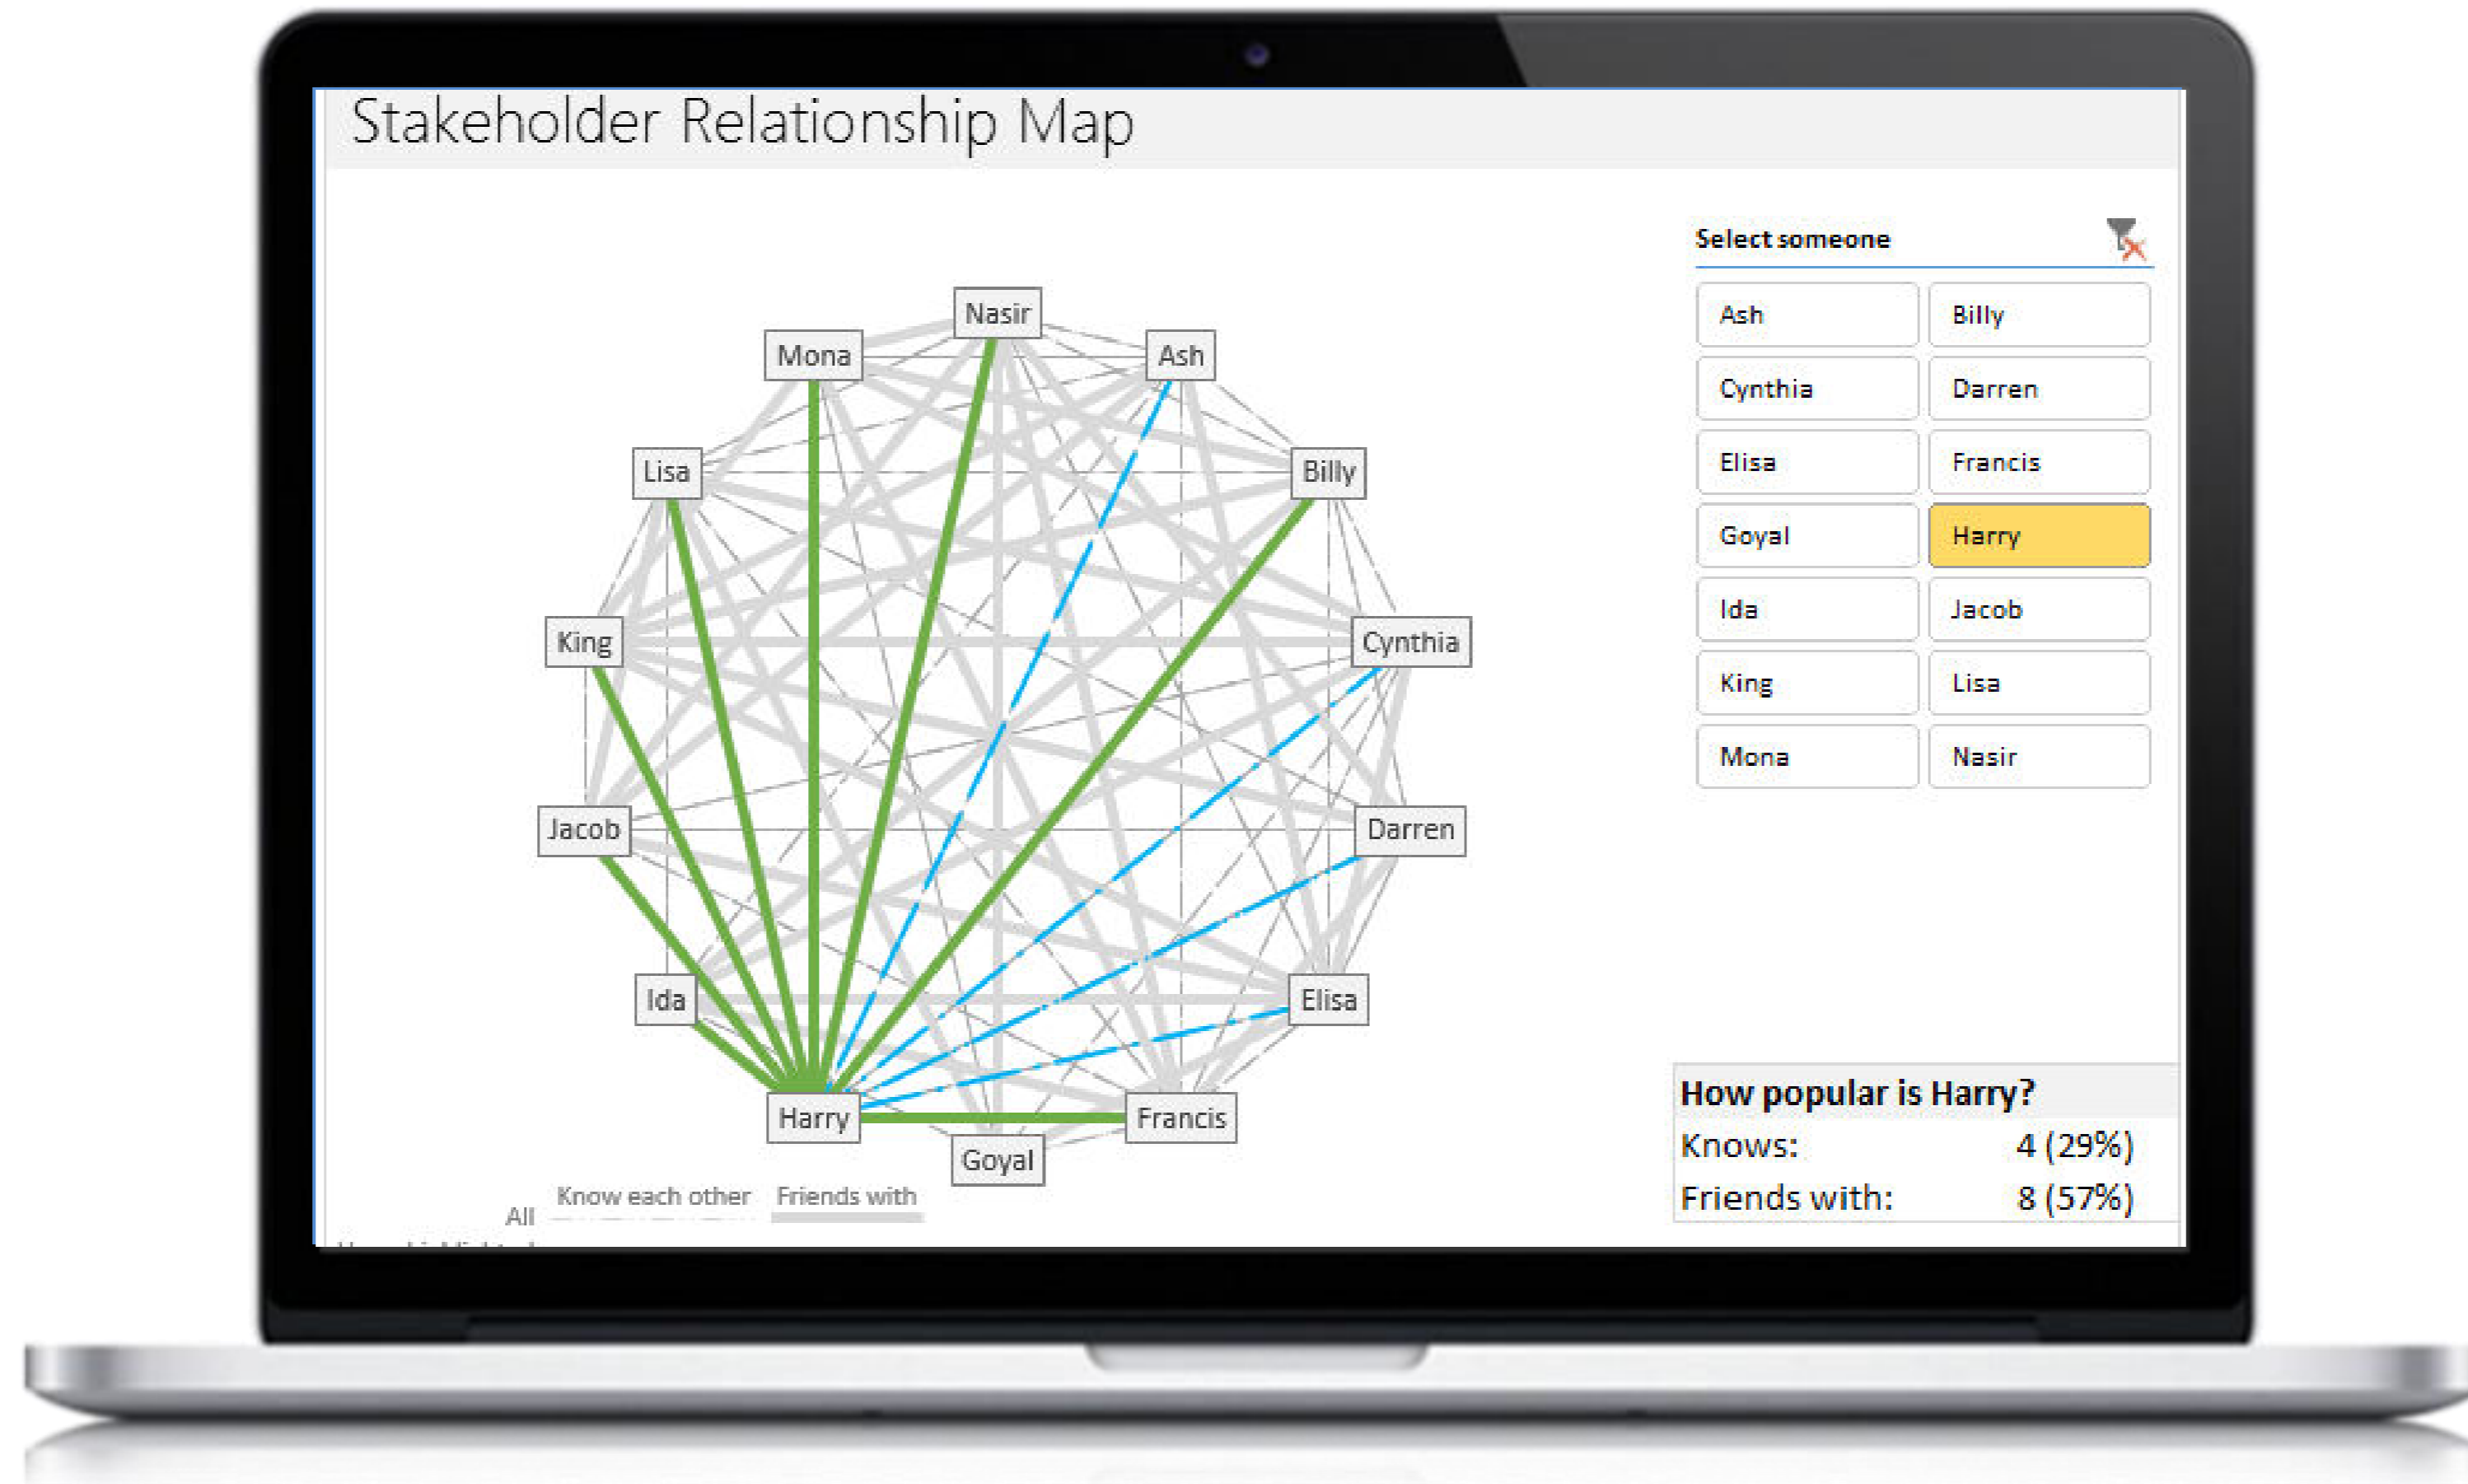 Stakeholder Relationship Map
Select someone
Ash
Billy
Cynthia
Darren
Elisa
Francis
Goyal
Harry
Ida
Jacob
King
Lisa
Mona
Nasir
Nasir
Mona
Ash
Lisa
Billy
King
Cynthia
Jacob
Darren
Ida
Elisa
Harry
Francis
Goyal
Know each other Friends with
All
How popular is Harry?
Knows: 4 (29%)
Friends with: 8 (57%)